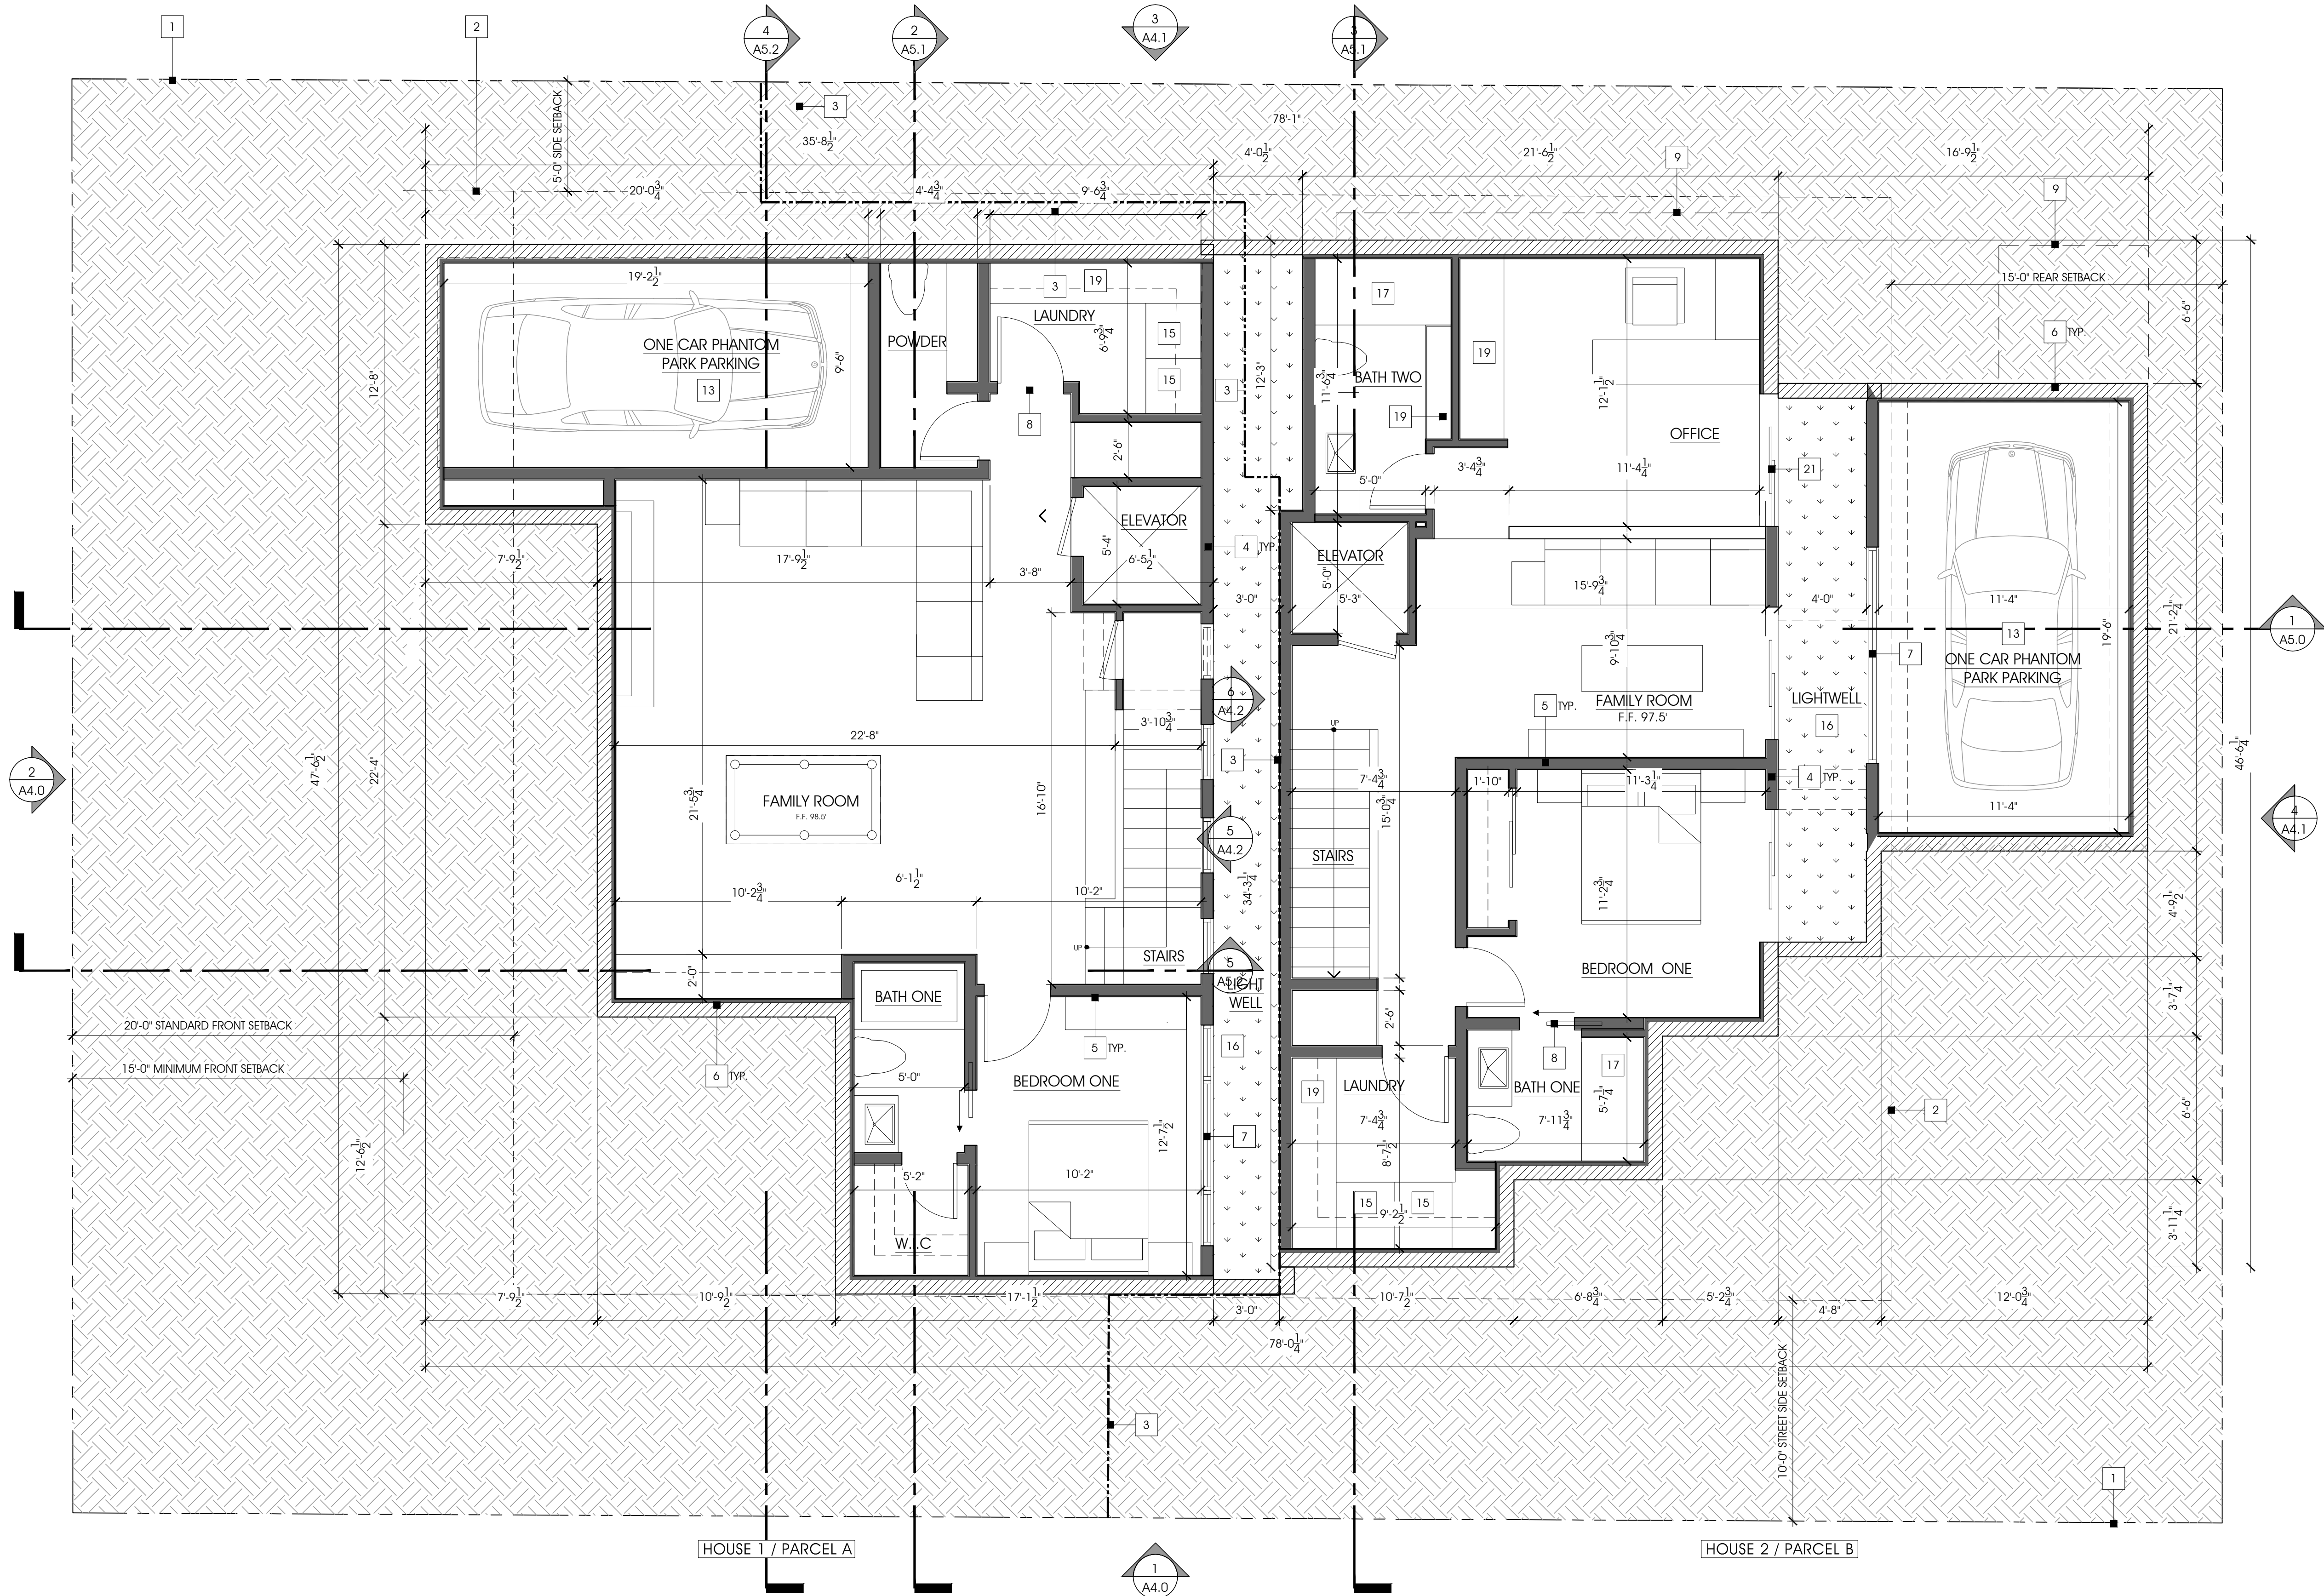 1
2
4
A5.2
2
A5.1
3
A4.1
3
A5.1
3
5'-0" SIDE SETBACK
78'-1"
35'-8 1/2"
4'-0 1/2"
21'-6 1/2"
9
16'-9 1/2"
20'-0 3/4"
4'-4 3/4"
9'-6 3/4"
9
15'-0" REAR SETBACK
6'-6"
19'-2 1/2"
3
19
17
LAUNDRY
6'-9 3/4"
15
15
ONE CAR PHANTOM
PARK PARKING
13
9'-6"
POWDER
12'-8"
3
12'-3"
11'-6 3/4"
BATH TWO
19
19
12'-1 1/2"
6 TYP.
8
OFFICE
2'-6"
3'-4 3/4"
11'-4 1/4"
21
5'-0"
ELEVATOR
5'-4"
6'-5 1/2"
4 TYP.
ELEVATOR
5'-0"
5'-3"
7'-9 1/2"
17'-9 1/2"
3'-8"
3'-0"
15'-9 3/4"
4'-0"
11'-4"
21'-2 1/4"
19'-6"
13
1
A5.0
9'-10 3/4"
7
ONE CAR PHANTOM
PARK PARKING
6
A4.2
5 TYP.
FAMILY ROOM
F.F. 97.5'
LIGHTWELL
16
3'-10 3/4"
UP
22'-8"
3
46'-6 1/4"
2
A4.0
47'-6 1/2"
22'-4"
7'-4 3/4"
1'-10"
11'-3 1/4"
4 TYP.
21'-5 3/4"
FAMILY ROOM
F.F. 98.5'
16'-10"
15'-0 3/4"
11'-4"
4
A4.1
5
A4.2
STAIRS
6'-1 1/2"
10'-2 3/4"
10'-2"
34'-3 1/4"
11'-2 3/4"
4'-9 1/2"
UP
STAIRS
5
A5.2
LIGHT
WELL
BEDROOM ONE
2'-0"
BATH ONE
3'-7 1/4"
20'-0" STANDARD FRONT SETBACK
2'-6"
5 TYP.
16
8
17
15'-0" MINIMUM FRONT SETBACK
6 TYP.
5'-0"
BEDROOM ONE
19
LAUNDRY
BATH ONE
5'-7 1/4"
7'-4 3/4"
7'-11 3/4"
2
6'-6"
12'-6 1/2"
12'-7 1/2"
7
8'-7 1/2"
5'-2"
10'-2"
15
15
9'-2 1/2"
3'-11 1/4"
W.I.C
7'-9 1/2"
10'-9 1/2"
17'-1 1/2"
3'-0"
10'-7 1/2"
6'-8 3/4"
5'-2 3/4"
4'-8"
12'-0 3/4"
78'-0 1/4"
10'-0" STREET SIDE SETBACK
3
1
HOUSE 1 / PARCEL A
HOUSE 2 / PARCEL B
1
A4.0